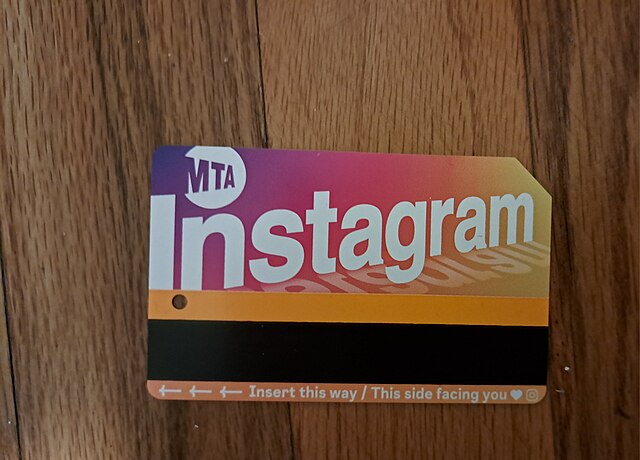 MTA
Instagram
Insert this way / This side facing you